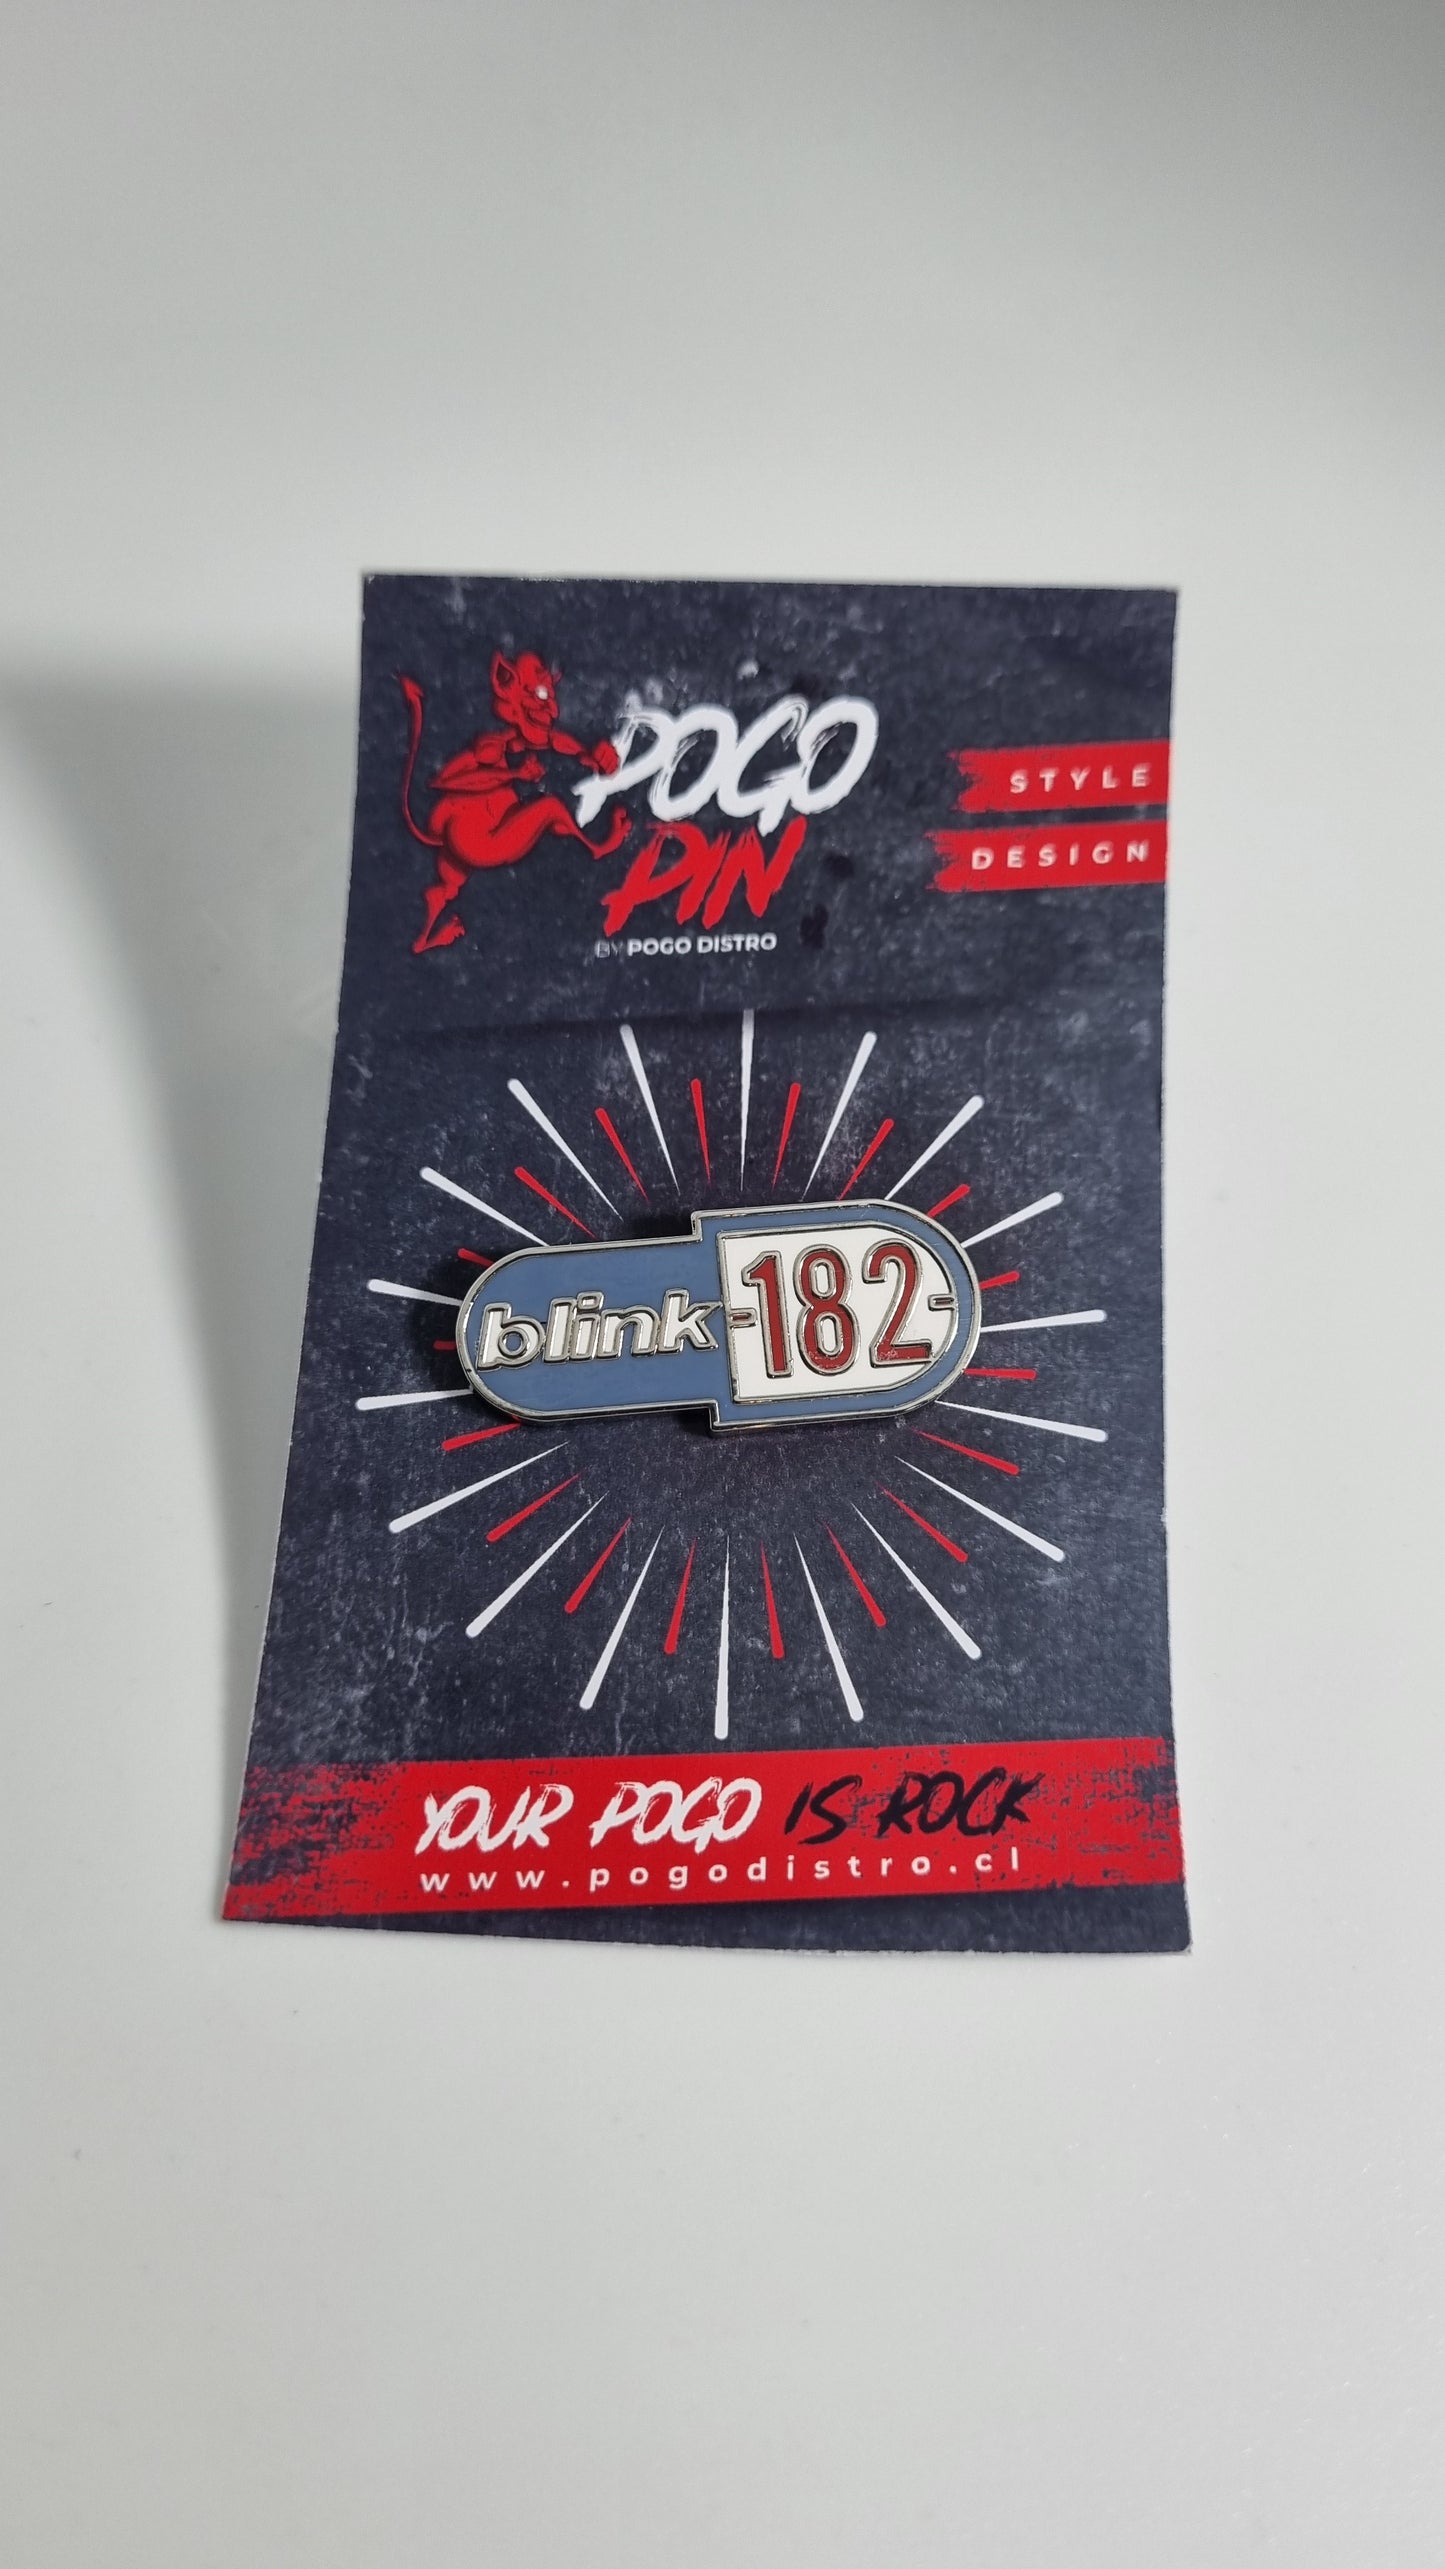 POGO
PIN
BY POGO DISTRO
STYLE
DESIGN
blink-182-
YOUR POGO IS ROCK
www.pogodistro.cl